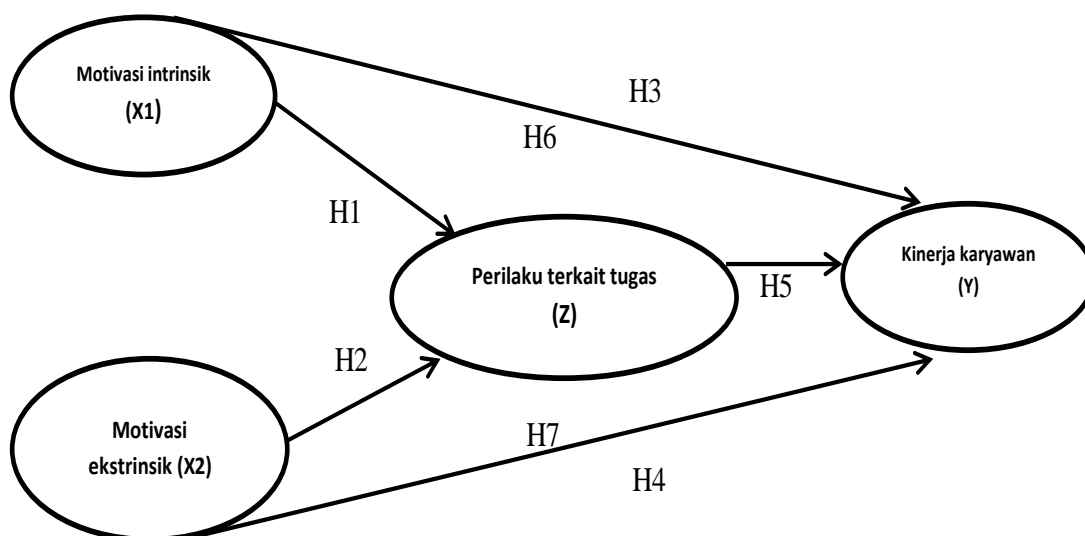 Motivasi intrinsik
(X1)
H3
H6
H1
Perilaku terkait tugas
(Z)
Kinerja karyawan
(Y)
H5
H2
Motivasi
ekstrinsik (X2)
H7
H4